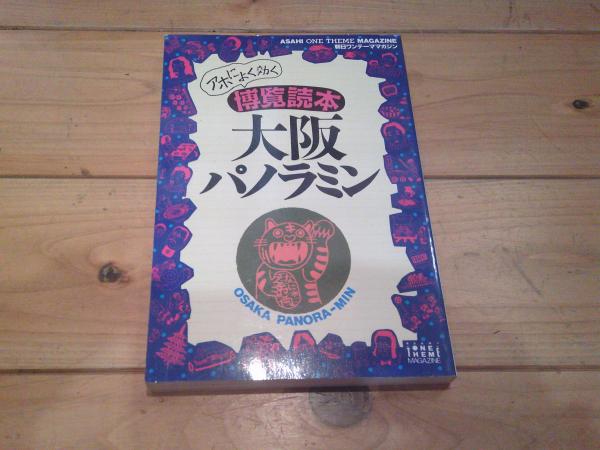 ASAHI ONE THEME MAGAZINE
朝日ワンテーママガジン
アホによく効く
博覧読本
大阪
パノラミン
OSAKA PANORA-MIN
ASAHI
ONE
THEME
MAGAZINE